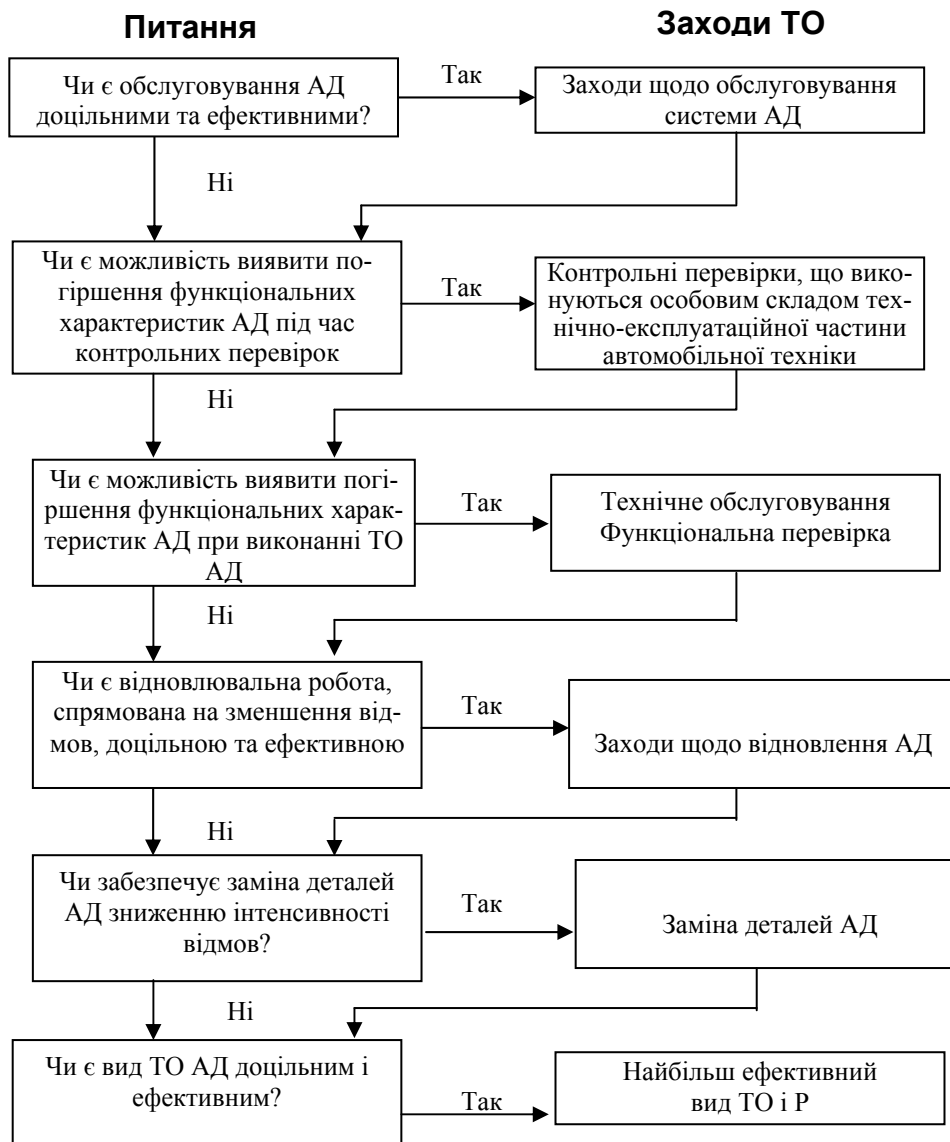 Питання
Заходи ТО
Чи є обслуговування АД
доцільними та ефективними?
Так
Заходи щодо обслуговування
системи АД
Ні
Чи є можливість виявити по-
гіршення функціональних
характеристик АД під час
контрольних перевірок
Так
Контрольні перевірки, що вико-
нуються особовим складом тех-
нічно-експлуатаційної частини
автомобільної техніки
Ні
Чи є можливість виявити погі-
ршення функціональних харак-
теристик АД при виконанні ТО
АД
Так
Технічне обслуговування
Функціональна перевірка
Ні
Чи є відновлювальна робота,
спрямована на зменшення від-
мов, доцільною та ефективною
Так
Заходи щодо відновлення АД
Ні
Чи забезпечує заміна деталей
АД зниженню інтенсивності
відмов?
Так
Заміна деталей АД
Ні
Чи є вид ТО АД доцільним і
ефективним?
Так
Найбільш ефективний
вид ТО і Р